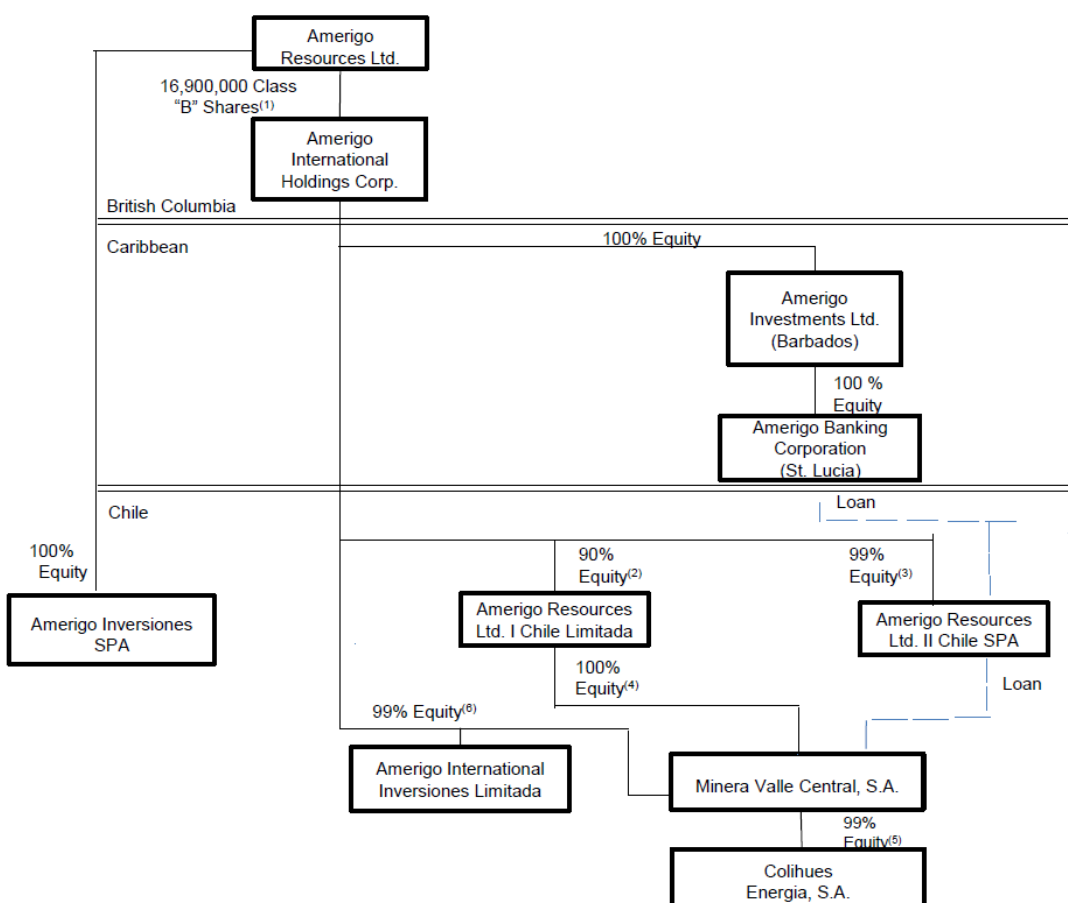 Amerigo
Resources Ltd.
16,900,000 Class
"B" Shares(1)
Amerigo
International
Holdings Corp.
British Columbia
Caribbean
100% Equity
Amerigo
Investments Ltd.
(Barbados)
100 %
Equity
Amerigo Banking
Corporation
(St. Lucia)
Chile
Loan
100%
Equity
90%
Equity(2)
99%
Equity(3)
Amerigo Inversiones
SPA
Amerigo Resources
Ltd. I Chile Limitada
Amerigo Resources
Ltd. II Chile SPA
100%
Equity(4)
Loan
99% Equity(6)
Amerigo International
Inversiones Limitada
Minera Valle Central, S.A.
99%
Equity(5)
Colihues
Energia, S.A.